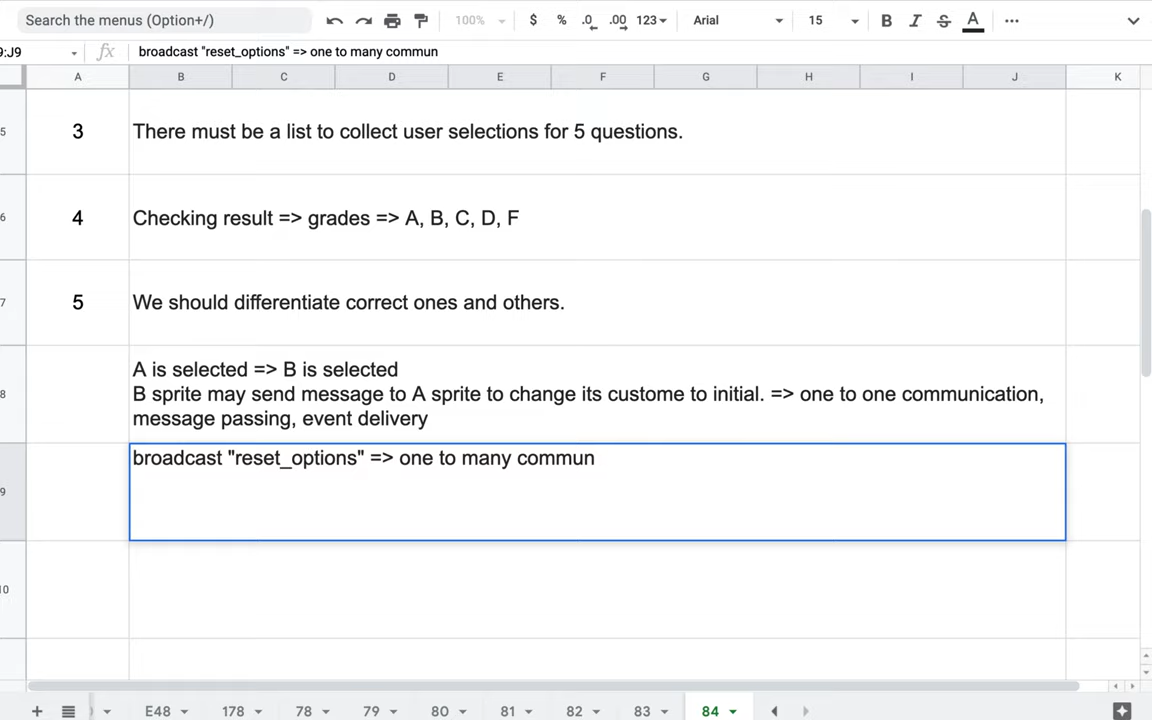 Search the menus (Option+/)
100%
$ % .0 .00 123
Arial
15
B I S A
9:J9
fx
broadcast "reset_options" => one to many commun
A B C D E F G H I J K
5
3
There must be a list to collect user selections for 5 questions.
6
4
Checking result => grades => A, B, C, D, F
7
5
We should differentiate correct ones and others.
8
A is selected => B is selected
B sprite may send message to A sprite to change its custome to initial. => one to one communication,
message passing, event delivery
9
broadcast "reset_options" => one to many commun
10
E48 178 78 79 80 81 82 83 84